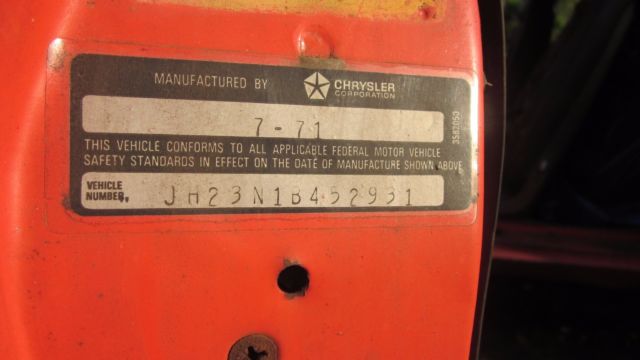 MANUFACTURED BY CHRYSLER CORPORATION
7-71
THIS VEHICLE CONFORMS TO ALL APPLICABLE FEDERAL MOTOR VEHICLE
SAFETY STANDARDS IN EFFECT ON THE DATE OF MANUFACTURE SHOWN ABOVE
VEHICLE NUMBER, JH23N1B452931
3582050